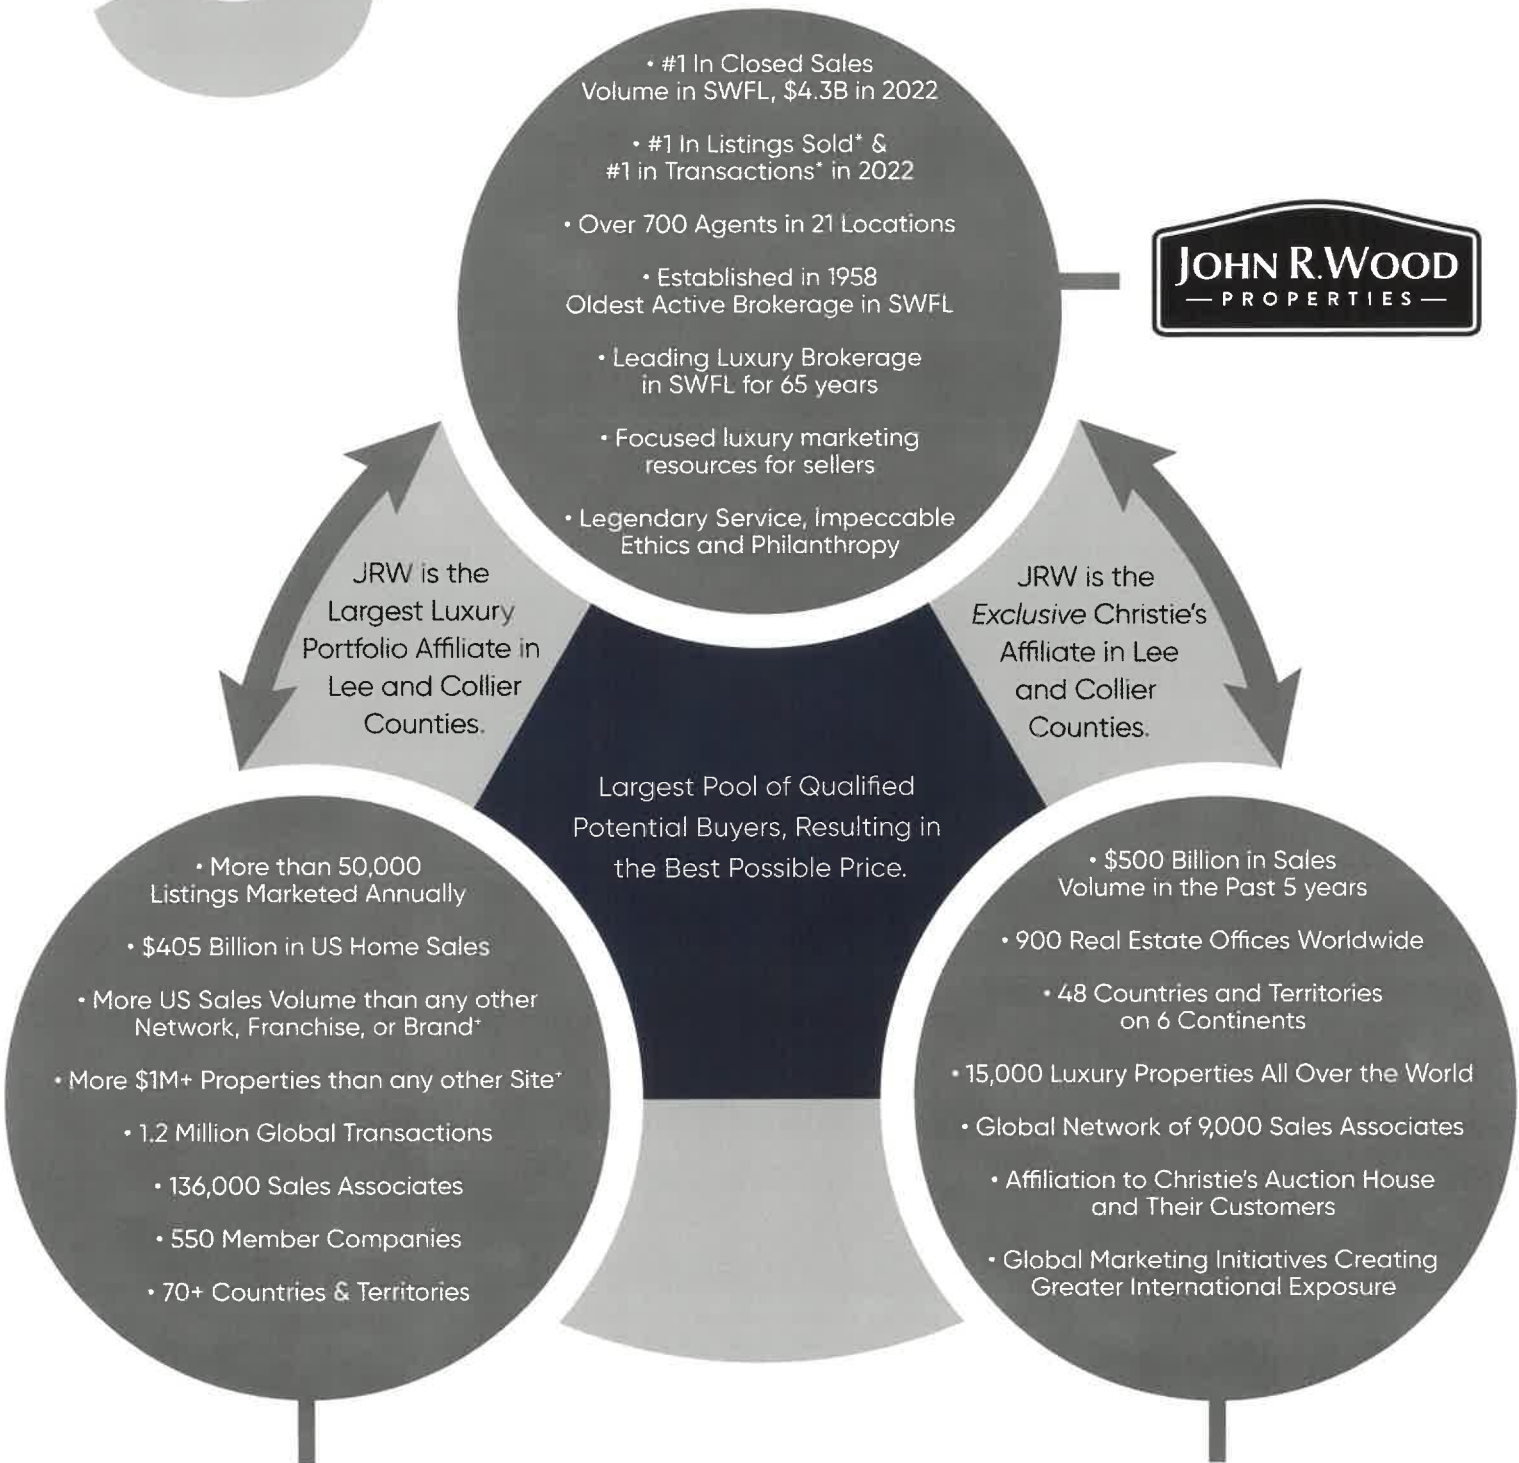 • #1 In Closed Sales
Volume in SWFL, $4.3B in 2022
• #1 In Listings Sold* &
#1 in Transactions* in 2022
• Over 700 Agents in 21 Locations
• Established in 1958
Oldest Active Brokerage in SWFL
• Leading Luxury Brokerage
in SWFL for 65 years
• Focused luxury marketing
resources for sellers
• Legendary Service, Impeccable
Ethics and Philanthropy
JOHN R.WOOD
— PROPERTIES —
JRW is the
Largest Luxury
Portfolio Affiliate in
Lee and Collier
Counties.
JRW is the
Exclusive Christie's
Affiliate in Lee
and Collier
Counties.
Largest Pool of Qualified
Potential Buyers, Resulting in
the Best Possible Price.
• More than 50,000
Listings Marketed Annually
• $405 Billion in US Home Sales
• More US Sales Volume than any other
Network, Franchise, or Brand⁺
• More $1M+ Properties than any other Site⁺
• 1.2 Million Global Transactions
• 136,000 Sales Associates
• 550 Member Companies
• 70+ Countries & Territories
• $500 Billion in Sales
Volume in the Past 5 years
• 900 Real Estate Offices Worldwide
• 48 Countries and Territories
on 6 Continents
• 15,000 Luxury Properties All Over the World
• Global Network of 9,000 Sales Associates
• Affiliation to Christie's Auction House
and Their Customers
• Global Marketing Initiatives Creating
Greater International Exposure